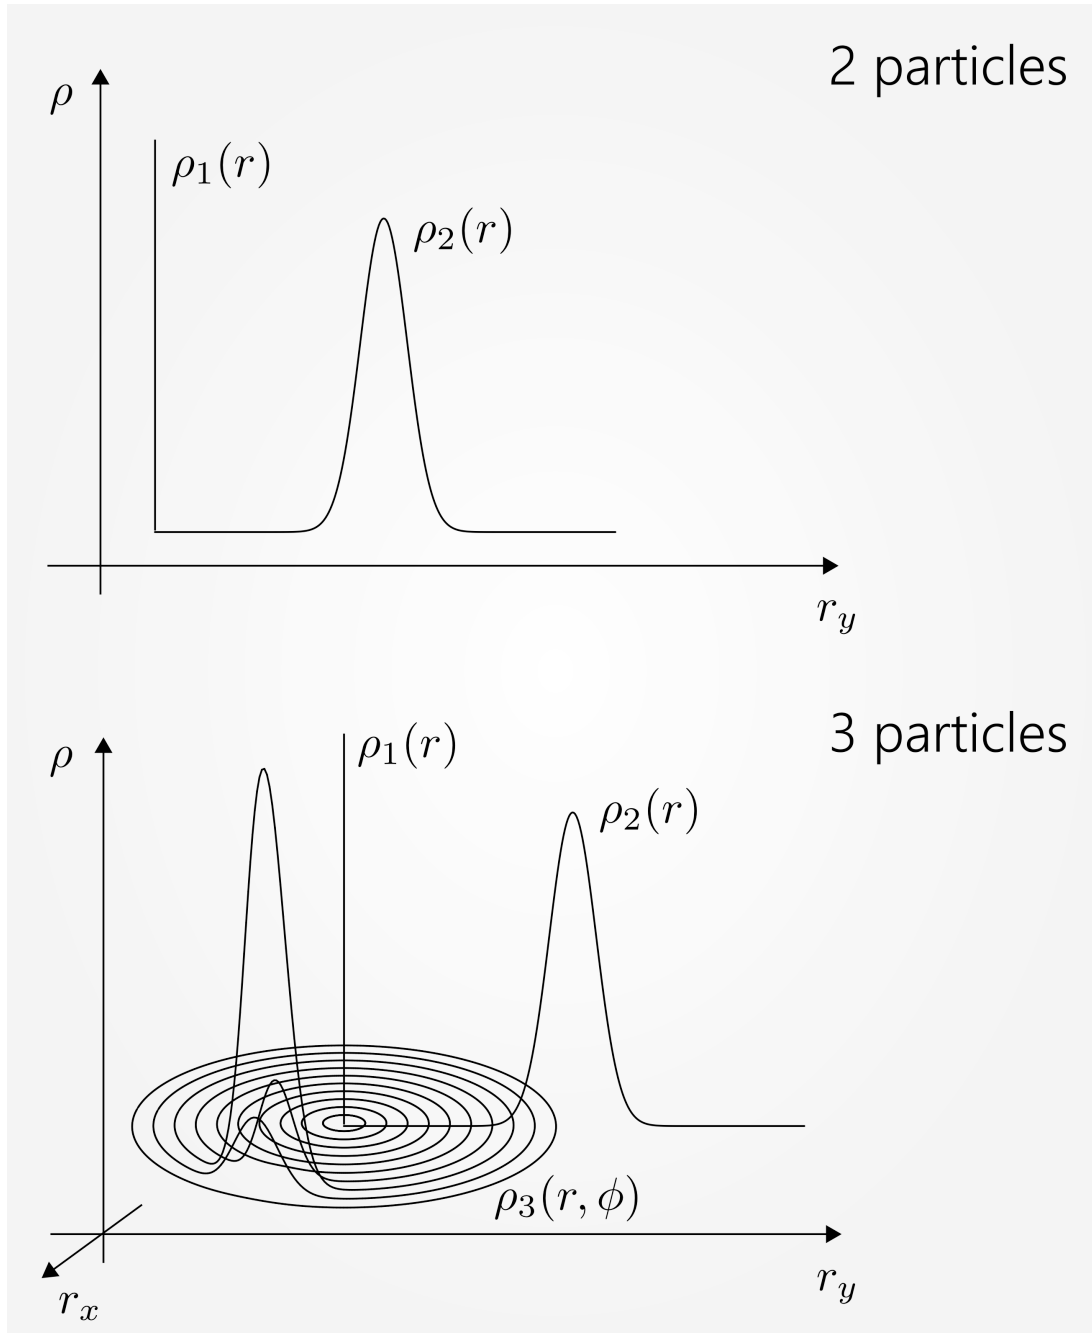 2 particles
ρ
ρ₁(r)
ρ₂(r)
r_y
3 particles
ρ
ρ₁(r)
ρ₂(r)
ρ₃(r, ϕ)
r_y
r_x